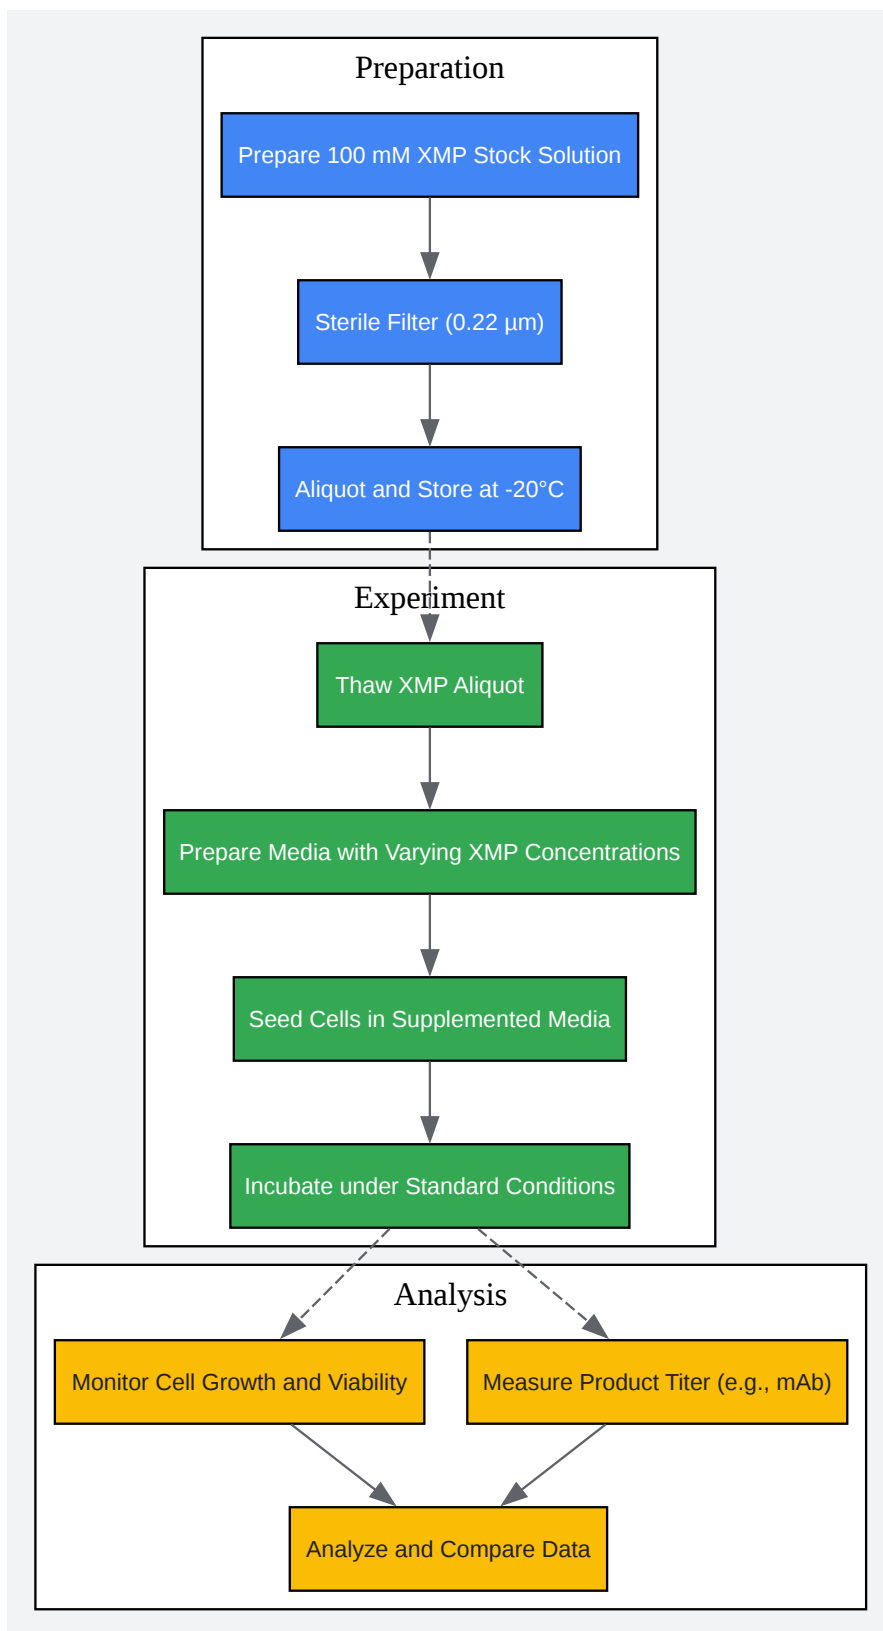 Preparation
Prepare 100 mM XMP Stock Solution
Sterile Filter (0.22 µm)
Aliquot and Store at -20°C
Experiment
Thaw XMP Aliquot
Prepare Media with Varying XMP Concentrations
Seed Cells in Supplemented Media
Incubate under Standard Conditions
Analysis
Monitor Cell Growth and Viability
Measure Product Titer (e.g., mAb)
Analyze and Compare Data